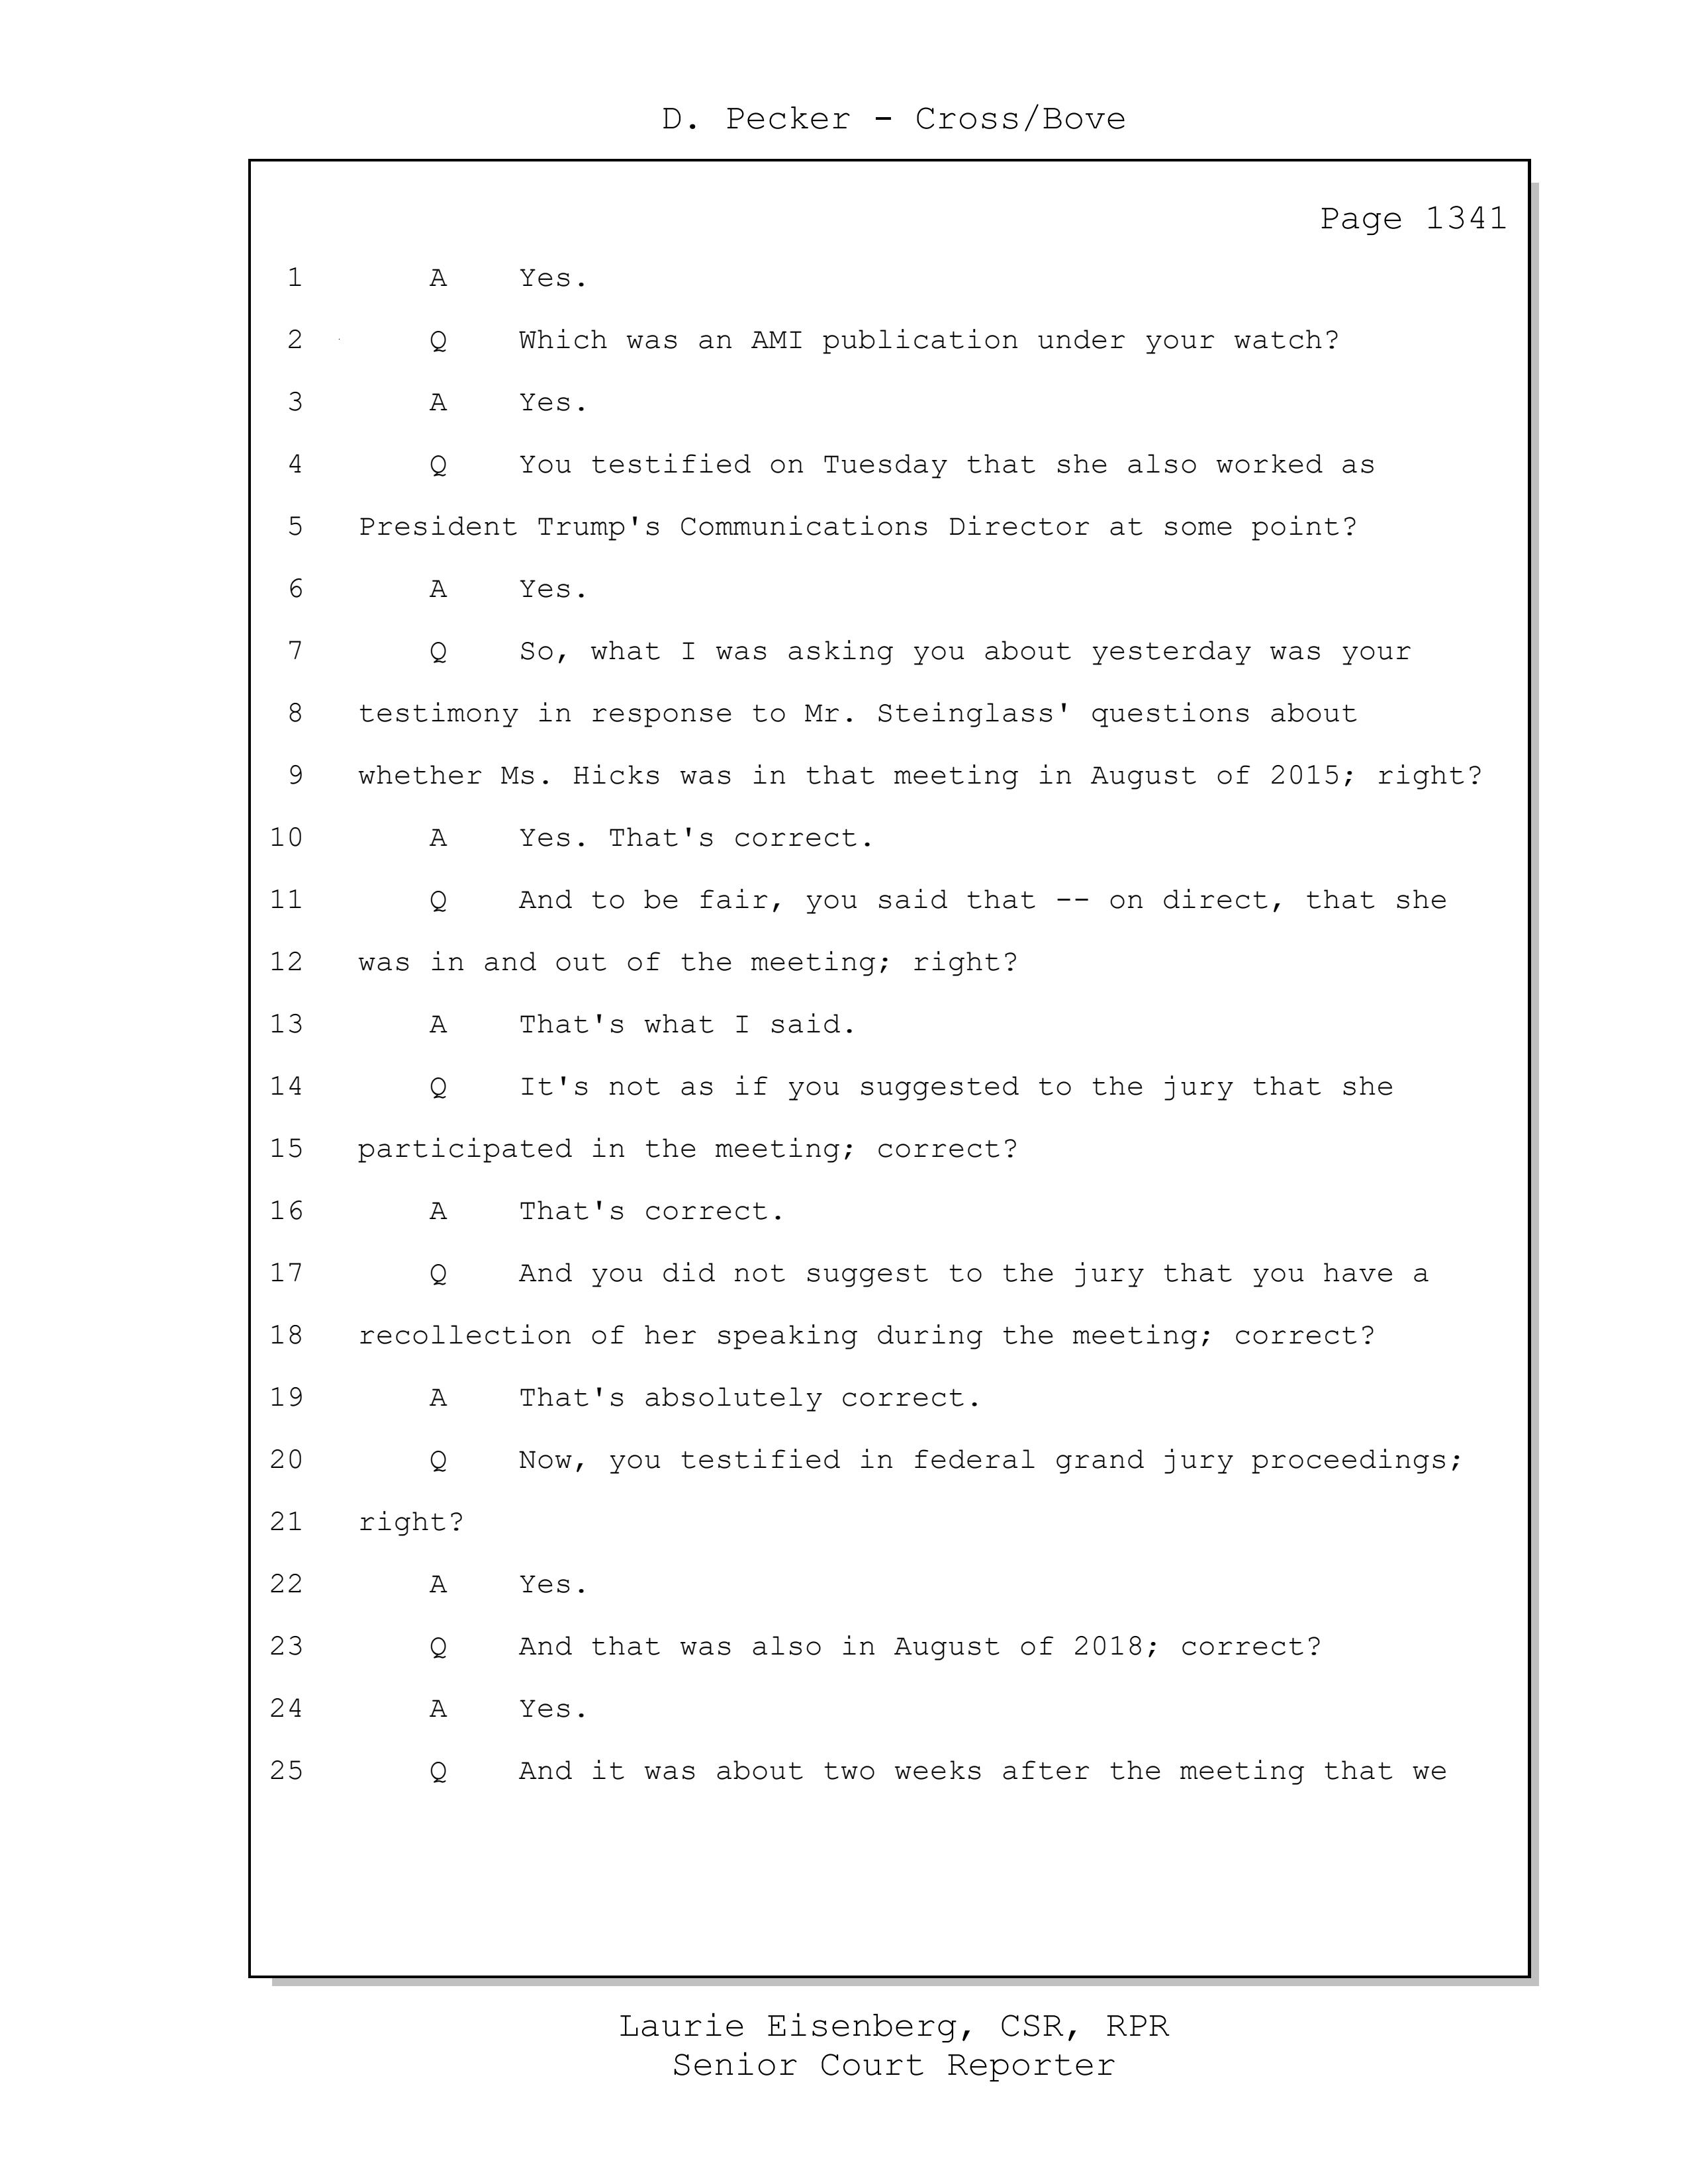 D. Pecker - Cross/Bove
Page 1341
1 A Yes.
2 Q Which was an AMI publication under your watch?
3 A Yes.
4 Q You testified on Tuesday that she also worked as
5 President Trump's Communications Director at some point?
6 A Yes.
7 Q So, what I was asking you about yesterday was your
8 testimony in response to Mr. Steinglass' questions about
9 whether Ms. Hicks was in that meeting in August of 2015; right?
10 A Yes. That's correct.
11 Q And to be fair, you said that -- on direct, that she
12 was in and out of the meeting; right?
13 A That's what I said.
14 Q It's not as if you suggested to the jury that she
15 participated in the meeting; correct?
16 A That's correct.
17 Q And you did not suggest to the jury that you have a
18 recollection of her speaking during the meeting; correct?
19 A That's absolutely correct.
20 Q Now, you testified in federal grand jury proceedings;
21 right?
22 A Yes.
23 Q And that was also in August of 2018; correct?
24 A Yes.
25 Q And it was about two weeks after the meeting that we
Laurie Eisenberg, CSR, RPR
Senior Court Reporter